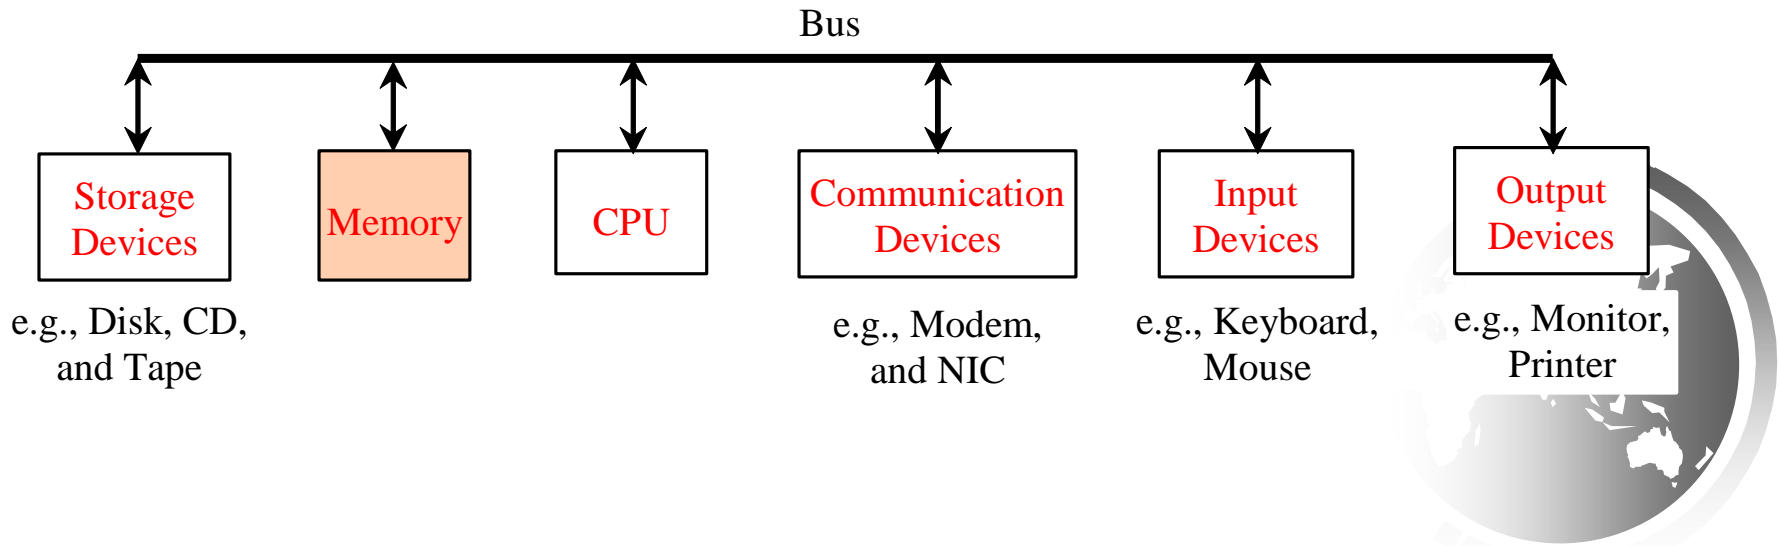 Bus
Storage
Devices
Memory
CPU
Communication
Devices
Input
Devices
Output
Devices
e.g., Disk, CD,
and Tape
e.g., Modem,
and NIC
e.g., Keyboard,
Mouse
e.g., Monitor,
Printer